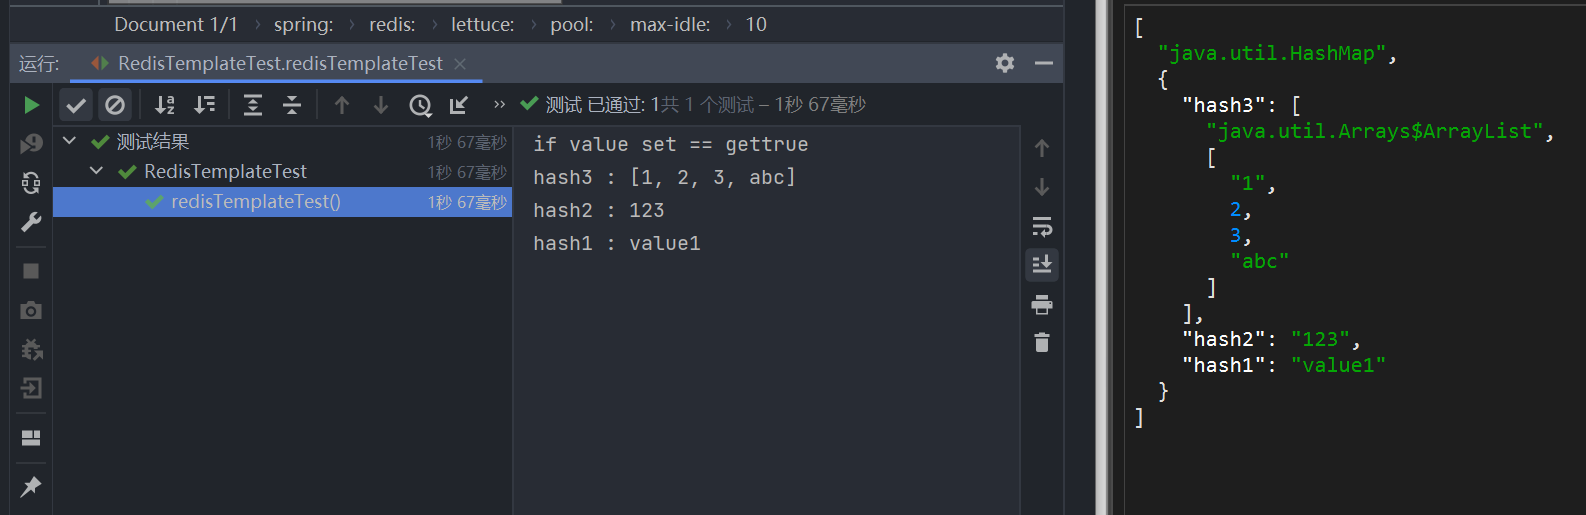 Document 1/1 › spring: › redis: › lettuce: › pool: › max-idle: › 10
运行: RedisTemplateTest.redisTemplateTest ×
» 测试 已通过: 1共 1 个测试 – 1秒 67毫秒
测试结果 1秒 67毫秒
RedisTemplateTest 1秒 67毫秒
redisTemplateTest() 1秒 67毫秒
if value set == gettrue
hash3 : [1, 2, 3, abc]
hash2 : 123
hash1 : value1
[
"java.util.HashMap",
{
"hash3": [
"java.util.Arrays$ArrayList",
[
"1",
2,
3,
"abc"
]
],
"hash2": "123",
"hash1": "value1"
}
]